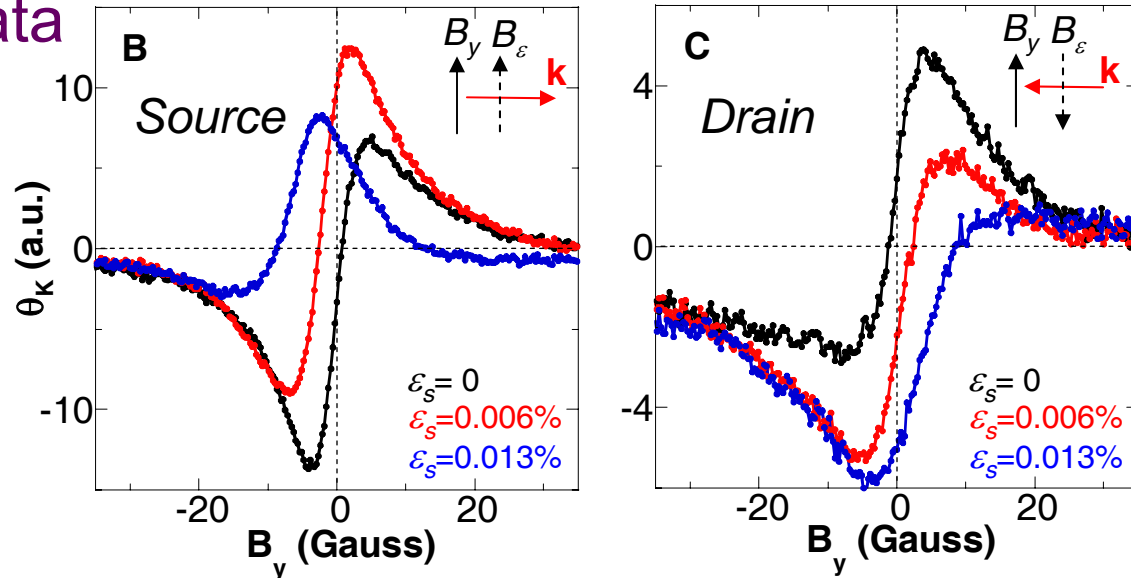 ata
B
B_y B_ε
k
Source
10
0
-10
θ_K (a.u.)
ε_s= 0
ε_s=0.006%
ε_s=0.013%
-20 0 20
B_y (Gauss)
C
B_y B_ε
k
Drain
4
0
-4
ε_s= 0
ε_s=0.006%
ε_s=0.013%
-20 0 20
B_y (Gauss)